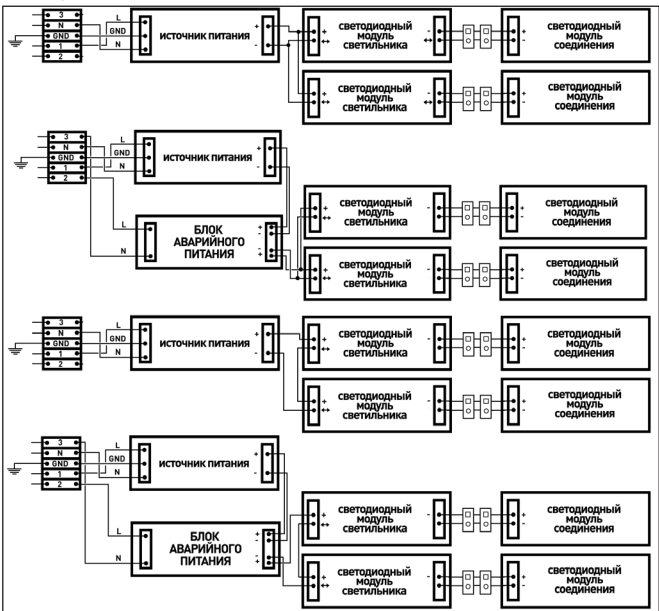 3
N
GND
1
2
L
GND
N
ИСТОЧНИК ПИТАНИЯ
+
-
+
↔
СВЕТОДИОДНЫЙ
МОДУЛЬ
СВЕТИЛЬНИКА
-
↔
+
-
СВЕТОДИОДНЫЙ
МОДУЛЬ
СОЕДИНЕНИЯ
+
↔
СВЕТОДИОДНЫЙ
МОДУЛЬ
СВЕТИЛЬНИКА
-
↔
+
-
СВЕТОДИОДНЫЙ
МОДУЛЬ
СОЕДИНЕНИЯ
3
N
GND
1
2
L
GND
N
ИСТОЧНИК ПИТАНИЯ
+
-
L
N
БЛОК
АВАРИЙНОГО
ПИТАНИЯ
+
-
-
+
+
↔
СВЕТОДИОДНЫЙ
МОДУЛЬ
СВЕТИЛЬНИКА
-
+
-
СВЕТОДИОДНЫЙ
МОДУЛЬ
СОЕДИНЕНИЯ
+
↔
СВЕТОДИОДНЫЙ
МОДУЛЬ
СВЕТИЛЬНИКА
-
+
-
СВЕТОДИОДНЫЙ
МОДУЛЬ
СОЕДИНЕНИЯ
3
N
GND
1
2
L
GND
N
ИСТОЧНИК ПИТАНИЯ
+
-
+
↔
СВЕТОДИОДНЫЙ
МОДУЛЬ
СВЕТИЛЬНИКА
-
+
-
СВЕТОДИОДНЫЙ
МОДУЛЬ
СОЕДИНЕНИЯ
+
↔
СВЕТОДИОДНЫЙ
МОДУЛЬ
СВЕТИЛЬНИКА
-
+
-
СВЕТОДИОДНЫЙ
МОДУЛЬ
СОЕДИНЕНИЯ
3
N
GND
1
2
L
GND
N
ИСТОЧНИК ПИТАНИЯ
+
-
L
N
БЛОК
АВАРИЙНОГО
ПИТАНИЯ
+
-
-
+
+
↔
СВЕТОДИОДНЫЙ
МОДУЛЬ
СВЕТИЛЬНИКА
-
+
-
СВЕТОДИОДНЫЙ
МОДУЛЬ
СОЕДИНЕНИЯ
+
↔
СВЕТОДИОДНЫЙ
МОДУЛЬ
СВЕТИЛЬНИКА
-
+
-
СВЕТОДИОДНЫЙ
МОДУЛЬ
СОЕДИНЕНИЯ